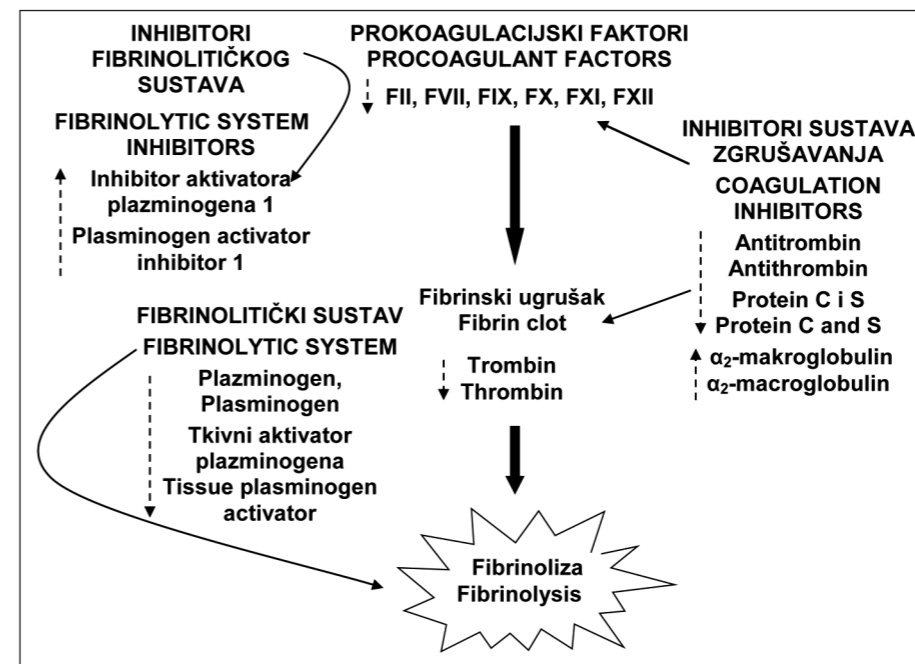 INHIBITORI
FIBRINOLITIČKOG
SUSTAVA
FIBRINOLYTIC SYSTEM
INHIBITORS
Inhibitor aktivatora
plazminogena 1
Plasminogen activator
inhibitor 1
PROKOAGULACIJSKI FAKTORI
PROCOAGULANT FACTORS
FII, FVII, FIX, FX, FXI, FXII
INHIBITORI SUSTAVA
ZGRUŠAVANJA
COAGULATION
INHIBITORS
Antitrombin
Antithrombin
Protein C i S
Protein C and S
α₂-makroglobulin
α₂-macroglobulin
Fibrinski ugrušak
Fibrin clot
Trombin
Thrombin
FIBRINOLITIČKI SUSTAV
FIBRINOLYTIC SYSTEM
Plazminogen,
Plasminogen
Tkivni aktivator
plazminogena
Tissue plasminogen
activator
Fibrinoliza
Fibrinolysis